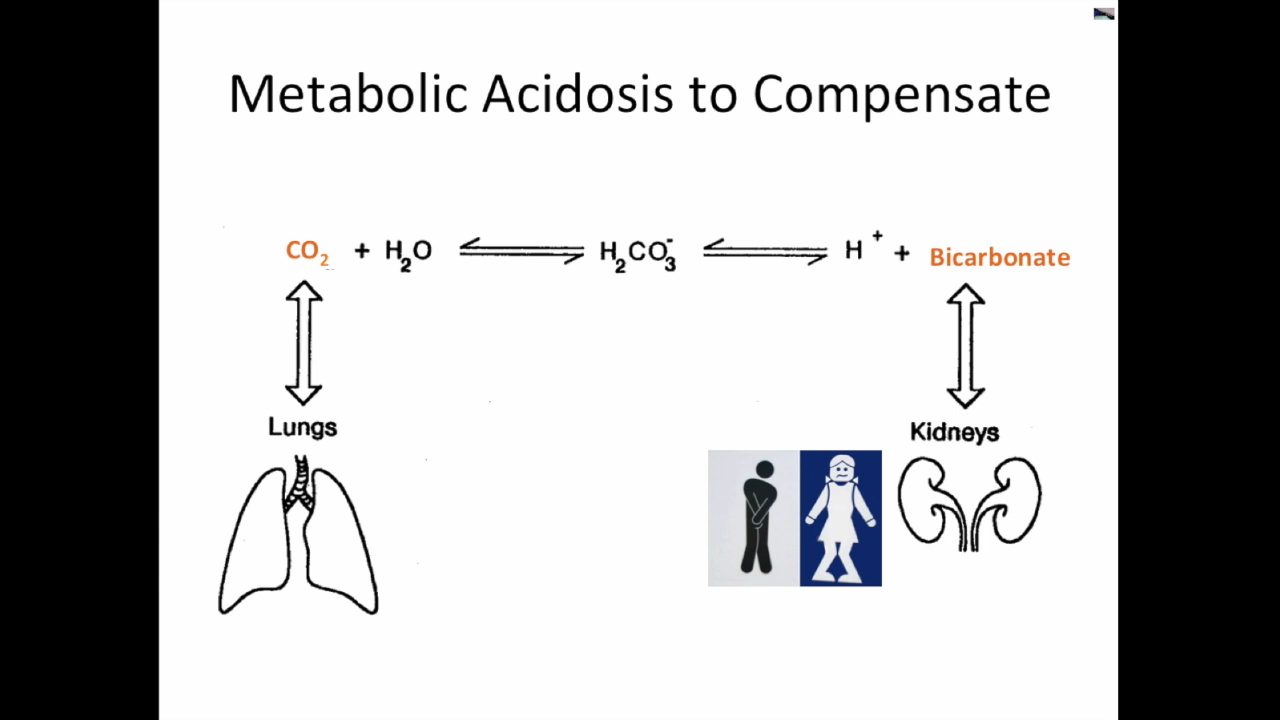 Metabolic Acidosis to Compensate
CO₂ + H₂O ⇌ H₂CO₃⁻ ⇌ H⁺ + Bicarbonate
Lungs
Kidneys